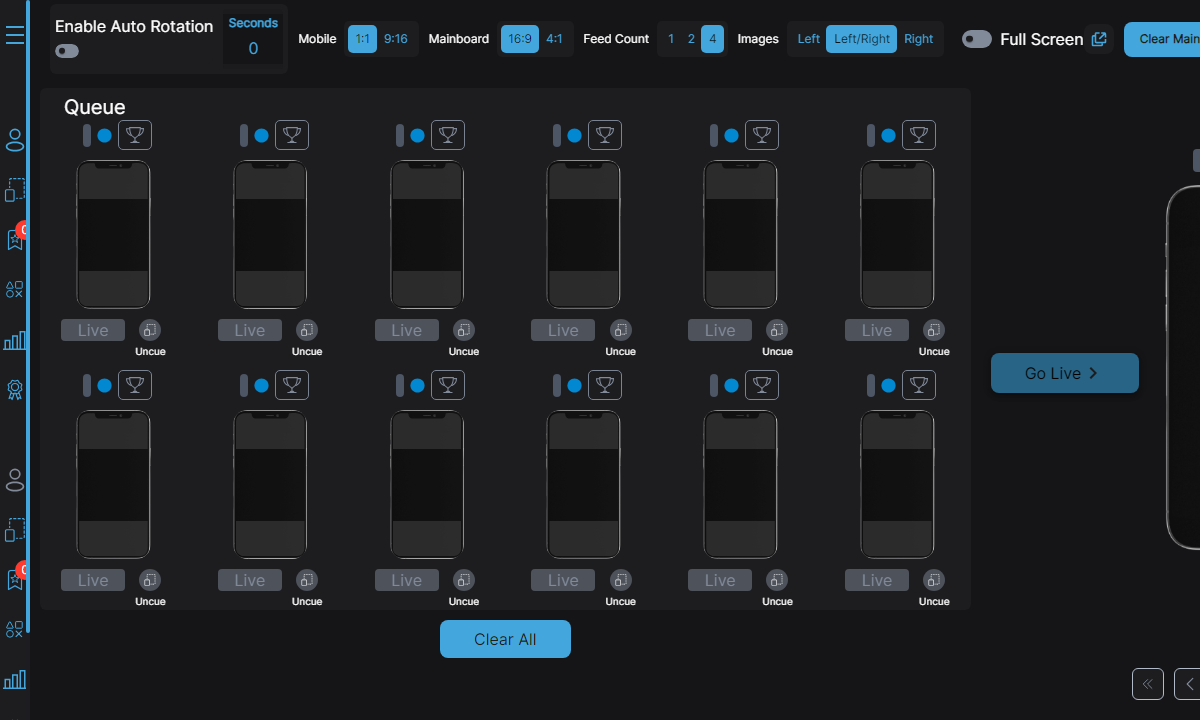 Enable Auto Rotation
Seconds
0
Mobile 1:1 9:16 Mainboard 16:9 4:1 Feed Count 1 2 4 Images Left Left/Right Right Full Screen Clear Main
Queue
Live Live Live Live Live Live
Uncue Uncue Uncue Uncue Uncue Uncue
Go Live
Live Live Live Live Live Live
Uncue Uncue Uncue Uncue Uncue Uncue
Clear All